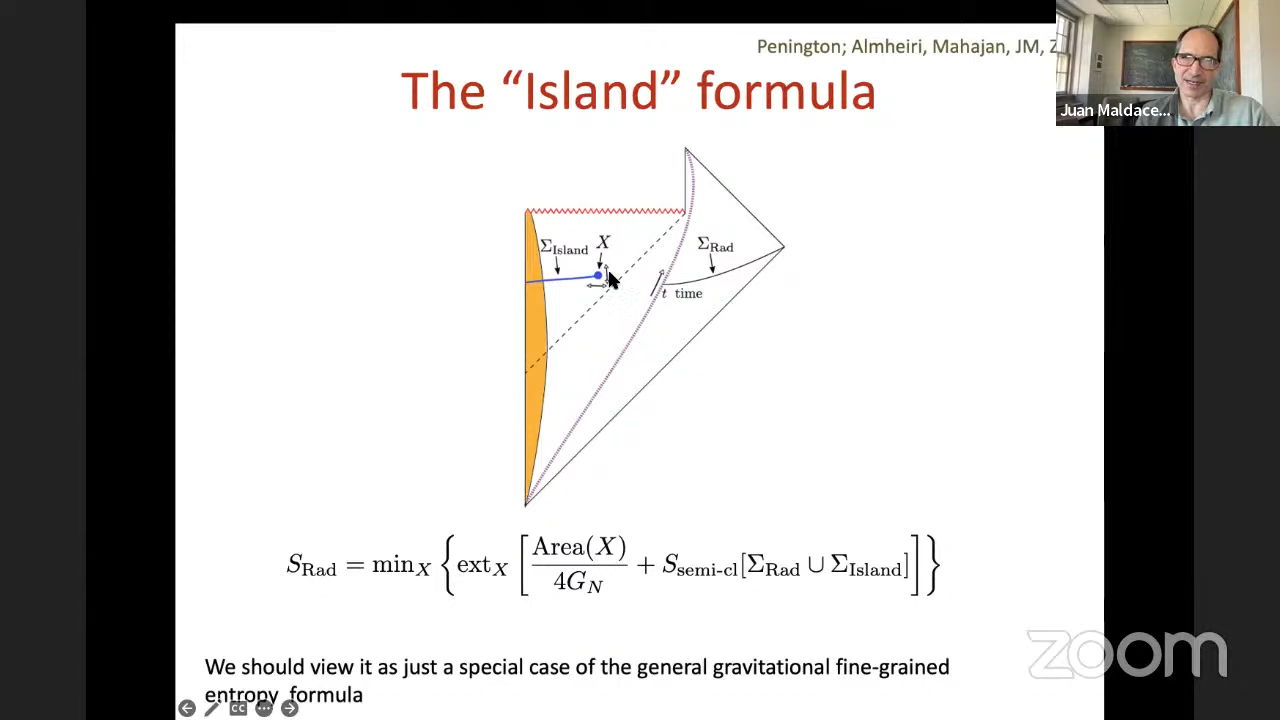 Penington; Almheiri, Mahajan, JM,
The “Island” formula
Juan Maldace...
Σ_Island X
Σ_Rad
t time
S_Rad = min_X { ext_X [ Area(X) / 4G_N + S_semi-cl[Σ_Rad ∪ Σ_Island] ] }
zoom
We should view it as just a special case of the general gravitational fine-grained
entropy formula
CC